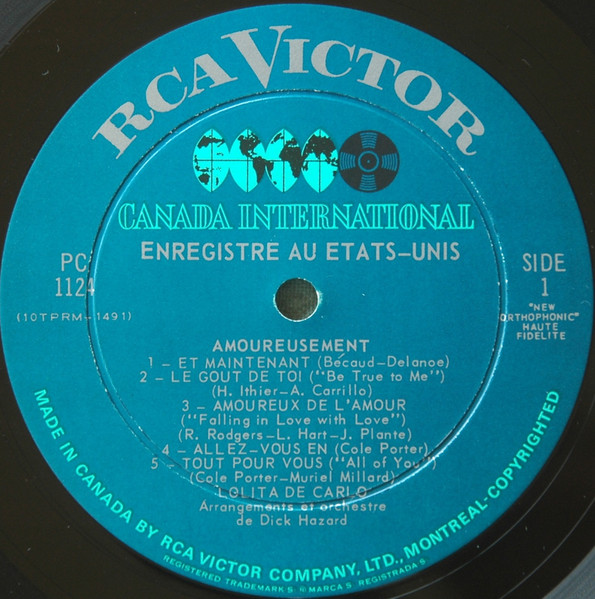 RCA VICTOR
CANADA INTERNATIONAL
ENREGISTRÉ AU ETATS-UNIS
PC
1124
(10TPRM-1491)
SIDE
1
"NEW
ORTHOPHONIC"
HAUTE
FIDELITE
AMOUREUSEMENT
1 - ET MAINTENANT (Bécaud-Delanoe)
2 - LE GOUT DE TOI ("Be True to Me")
(H. Ithier-A. Carrillo)
3 - AMOUREUX DE L'AMOUR
("Falling in Love with Love")
(R. Rodgers-L. Hart-J. Plante)
4 - ALLEZ-VOUS EN (Cole Porter)
5 - TOUT POUR VOUS ("All of You")
(Cole Porter-Muriel Millard)
LOLITA DE CARLO
Arrangements et orchestre
de Dick Hazard
MADE IN CANADA BY RCA VICTOR COMPANY, LTD., MONTREAL-COPYRIGHTED
REGISTERED TRADEMARKS ® MARCAS REGISTRADAS